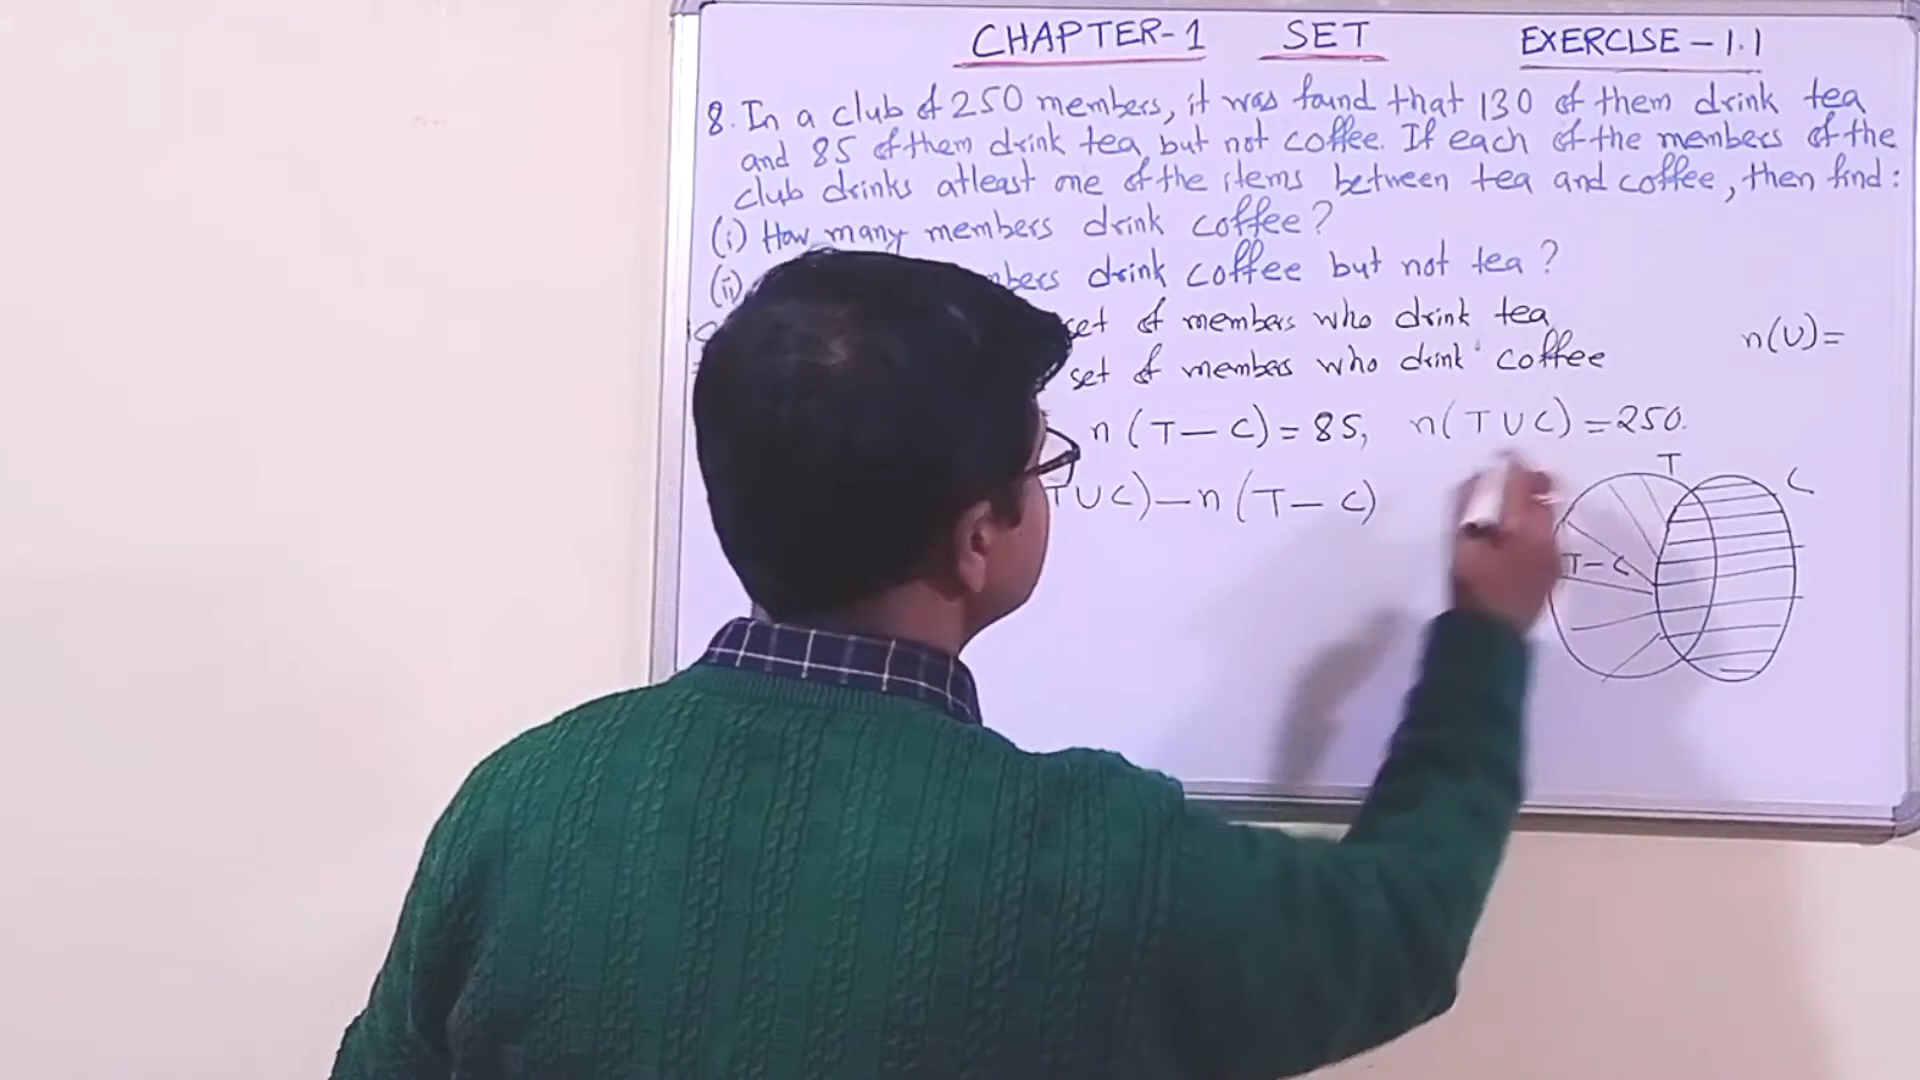 CHAPTER-1 SET EXERCISE-1.1
8. In a club of 250 members, it was found that 130 of them drink tea
and 85 of them drink tea but not coffee. If each of the members of the
club drinks atleast one of the items between tea and coffee, then find:
(i) How many members drink coffee?
(ii) drink coffee but not tea?
set of members who drink tea
n(U)=
set of members who drink coffee
n(T-C)=85, n(TUC)=250.
T
C
TUC)-n(T-C)
T-C